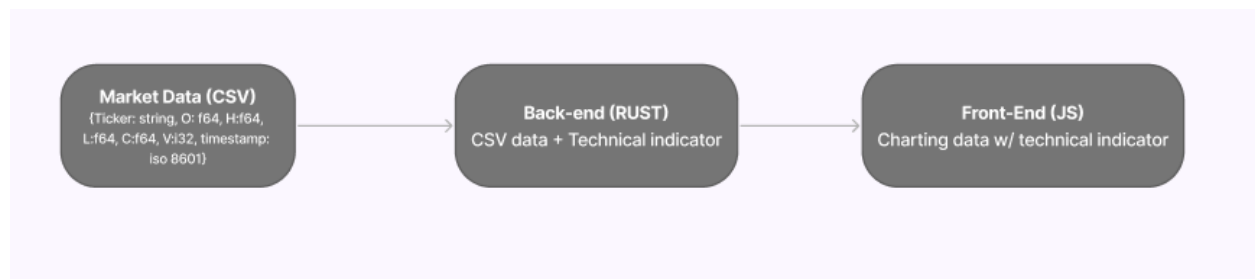 Market Data (CSV)
{Ticker: string, O: f64, H:f64,
L:f64, C:f64, V:i32, timestamp:
iso 8601}
Back-end (RUST)
CSV data + Technical indicator
Front-End (JS)
Charting data w/ technical indicator